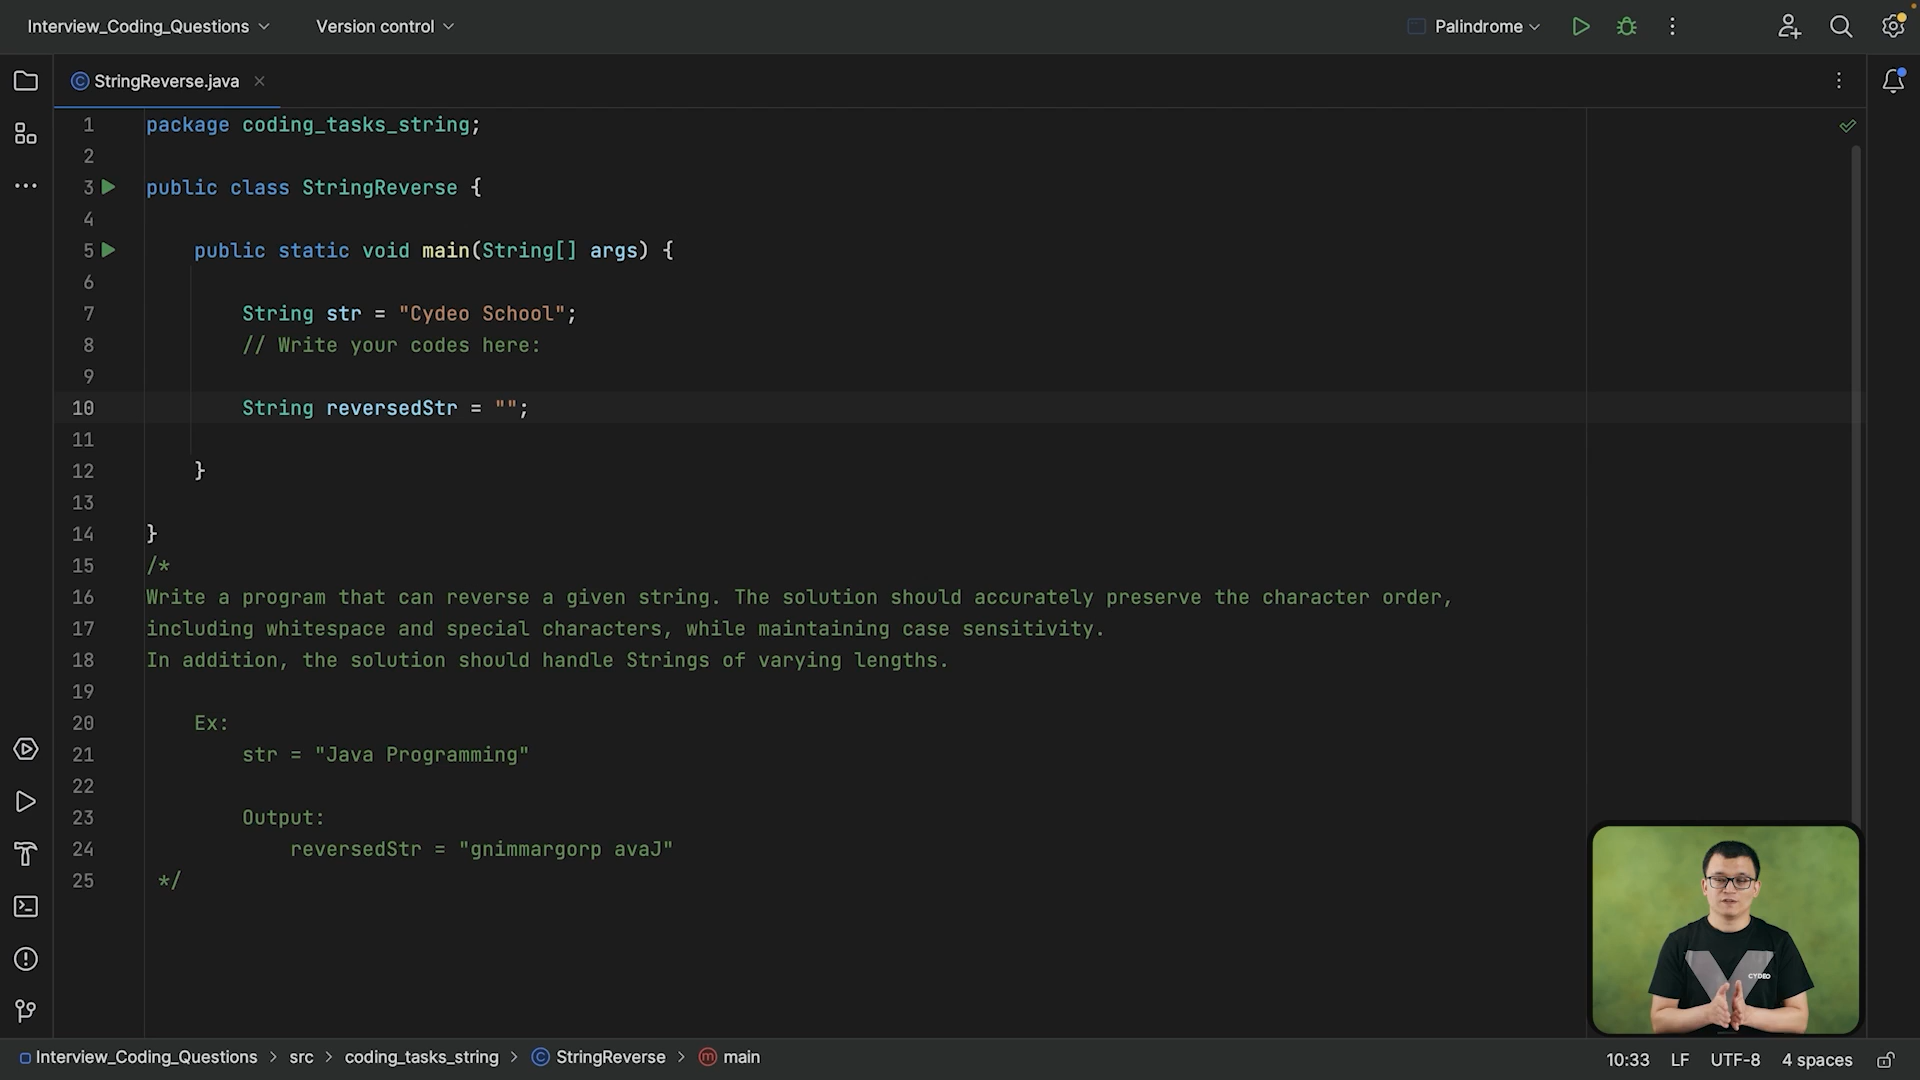 Interview_Coding_Questions Version control Palindrome
StringReverse.java
1 package coding_tasks_string;
2
3 public class StringReverse {
4
5 public static void main(String[] args) {
6
7 String str = "Cydeo School";
8 // Write your codes here:
9
10 String reversedStr = "";
11
12 }
13
14 }
15 /*
16 Write a program that can reverse a given string. The solution should accurately preserve the character order,
17 including whitespace and special characters, while maintaining case sensitivity.
18 In addition, the solution should handle Strings of varying lengths.
19
20 Ex:
21 str = "Java Programming"
22
23 Output:
24 reversedStr = "gnimmargorp avaJ"
25 */
CYDEO
Interview_Coding_Questions > src > coding_tasks_string > StringReverse > main 10:33 LF UTF-8 4 spaces